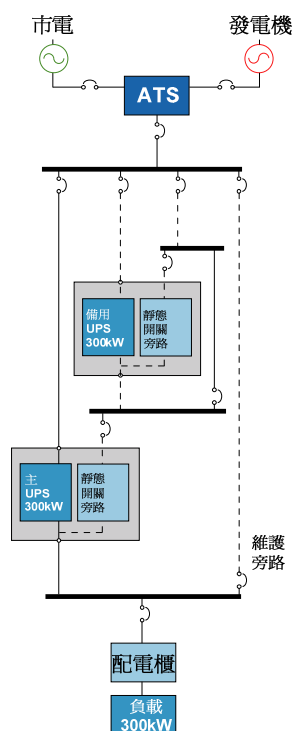 市電
發電機
ATS
備用
UPS
300kW
靜態
開關
旁路
主
UPS
300kW
靜態
開關
旁路
維護
旁路
配電櫃
負載
300kW